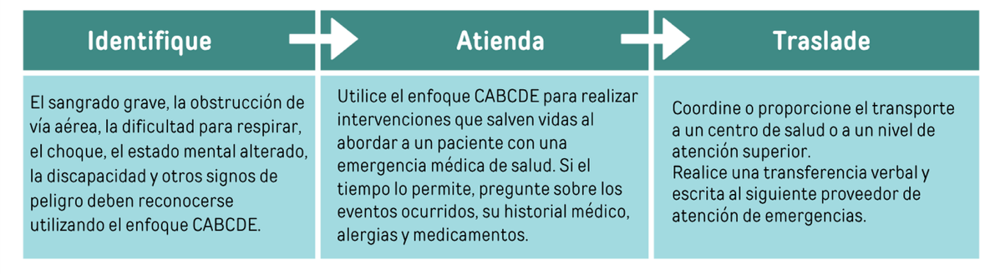 Identifique
Atienda
Traslade
El sangrado grave, la obstrucción de
vía aérea, la dificultad para respirar,
el choque, el estado mental alterado,
la discapacidad y otros signos de
peligro deben reconocerse
utilizando el enfoque CABCDE.
Utilice el enfoque CABCDE para realizar
intervenciones que salven vidas al
abordar a un paciente con una
emergencia médica de salud. Si el
tiempo lo permite, pregunte sobre los
eventos ocurridos, su historial médico,
alergias y medicamentos.
Coordine o proporcione el transporte
a un centro de salud o a un nivel de
atención superior.
Realice una transferencia verbal y
escrita al siguiente proveedor de
atención de emergencias.